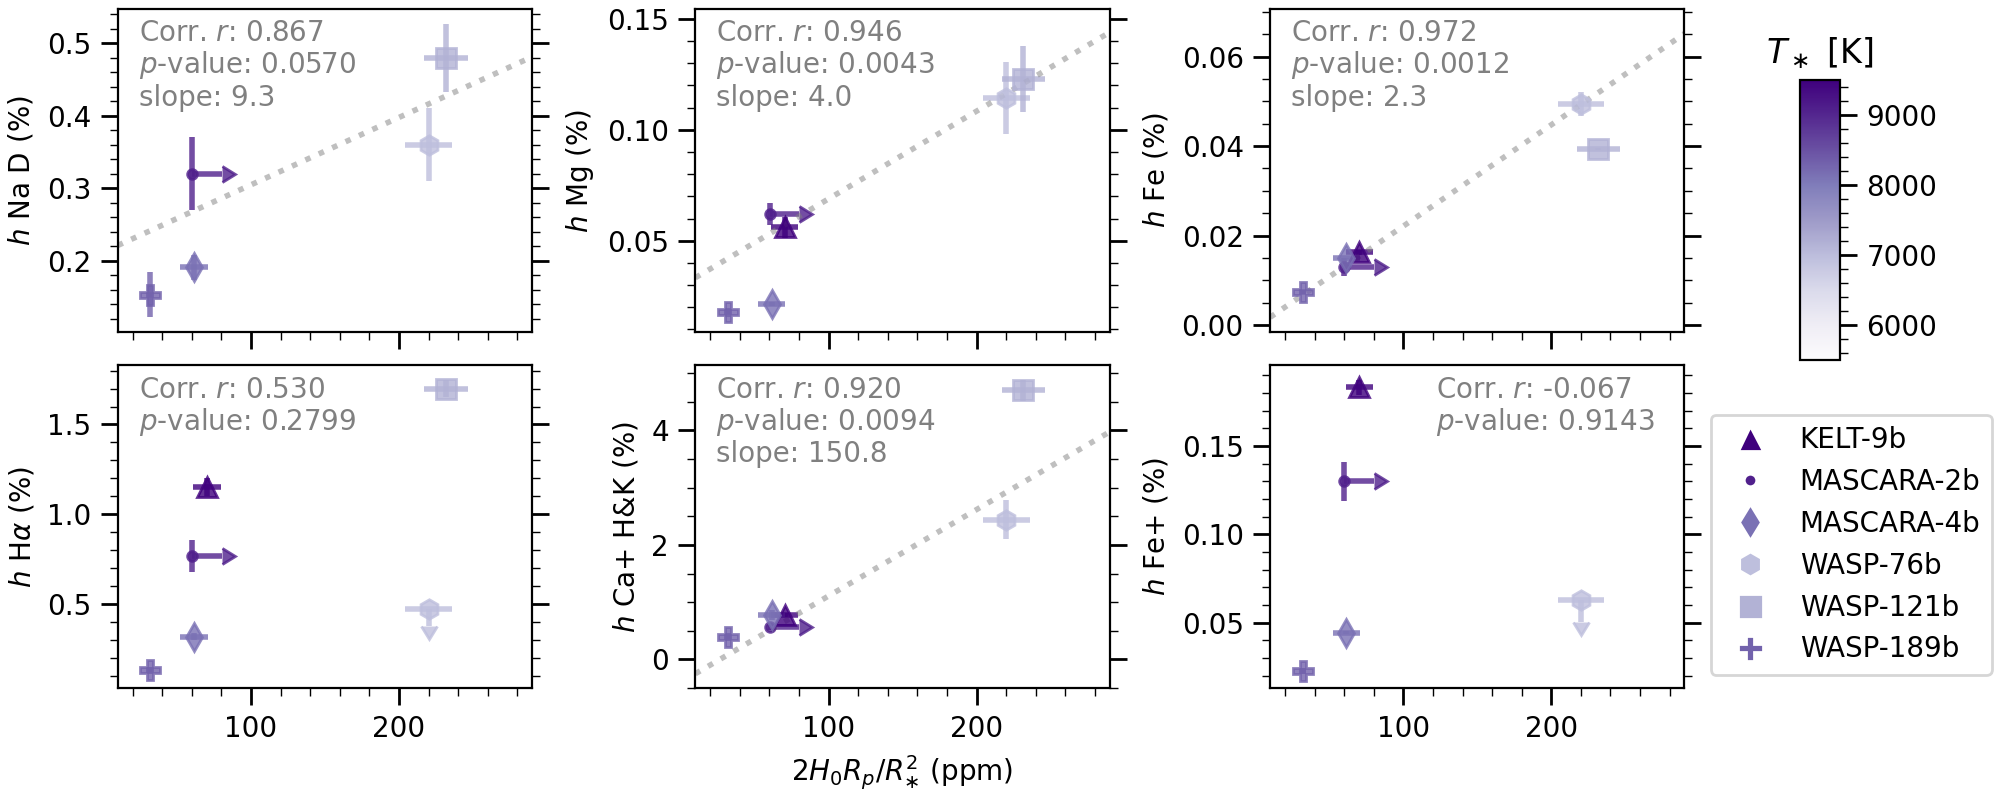 Corr. r: 0.867
p-value: 0.0570
slope: 9.3
h Na D (%)
0.5
0.4
0.3
0.2
Corr. r: 0.946
p-value: 0.0043
slope: 4.0
h Mg (%)
0.15
0.10
0.05
Corr. r: 0.972
p-value: 0.0012
slope: 2.3
h Fe (%)
0.06
0.04
0.02
0.00
T∗ [K]
9000
8000
7000
6000
Corr. r: 0.530
p-value: 0.2799
h Hα (%)
1.5
1.0
0.5
100
200
Corr. r: 0.920
p-value: 0.0094
slope: 150.8
h Ca+ H&K (%)
4
2
0
100
200
2H₀Rₚ/R∗² (ppm)
Corr. r: -0.067
p-value: 0.9143
h Fe+ (%)
0.15
0.10
0.05
100
200
KELT-9b
MASCARA-2b
MASCARA-4b
WASP-76b
WASP-121b
WASP-189b